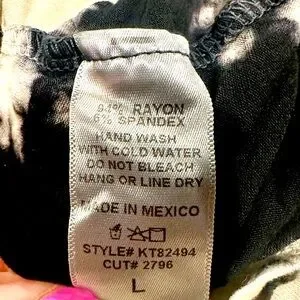 94% RAYON
6% SPANDEX
HAND WASH
WITH COLD WATER
DO NOT BLEACH
HANG OR LINE DRY
MADE IN MEXICO
STYLE# KT82494
CUT# 2796
L